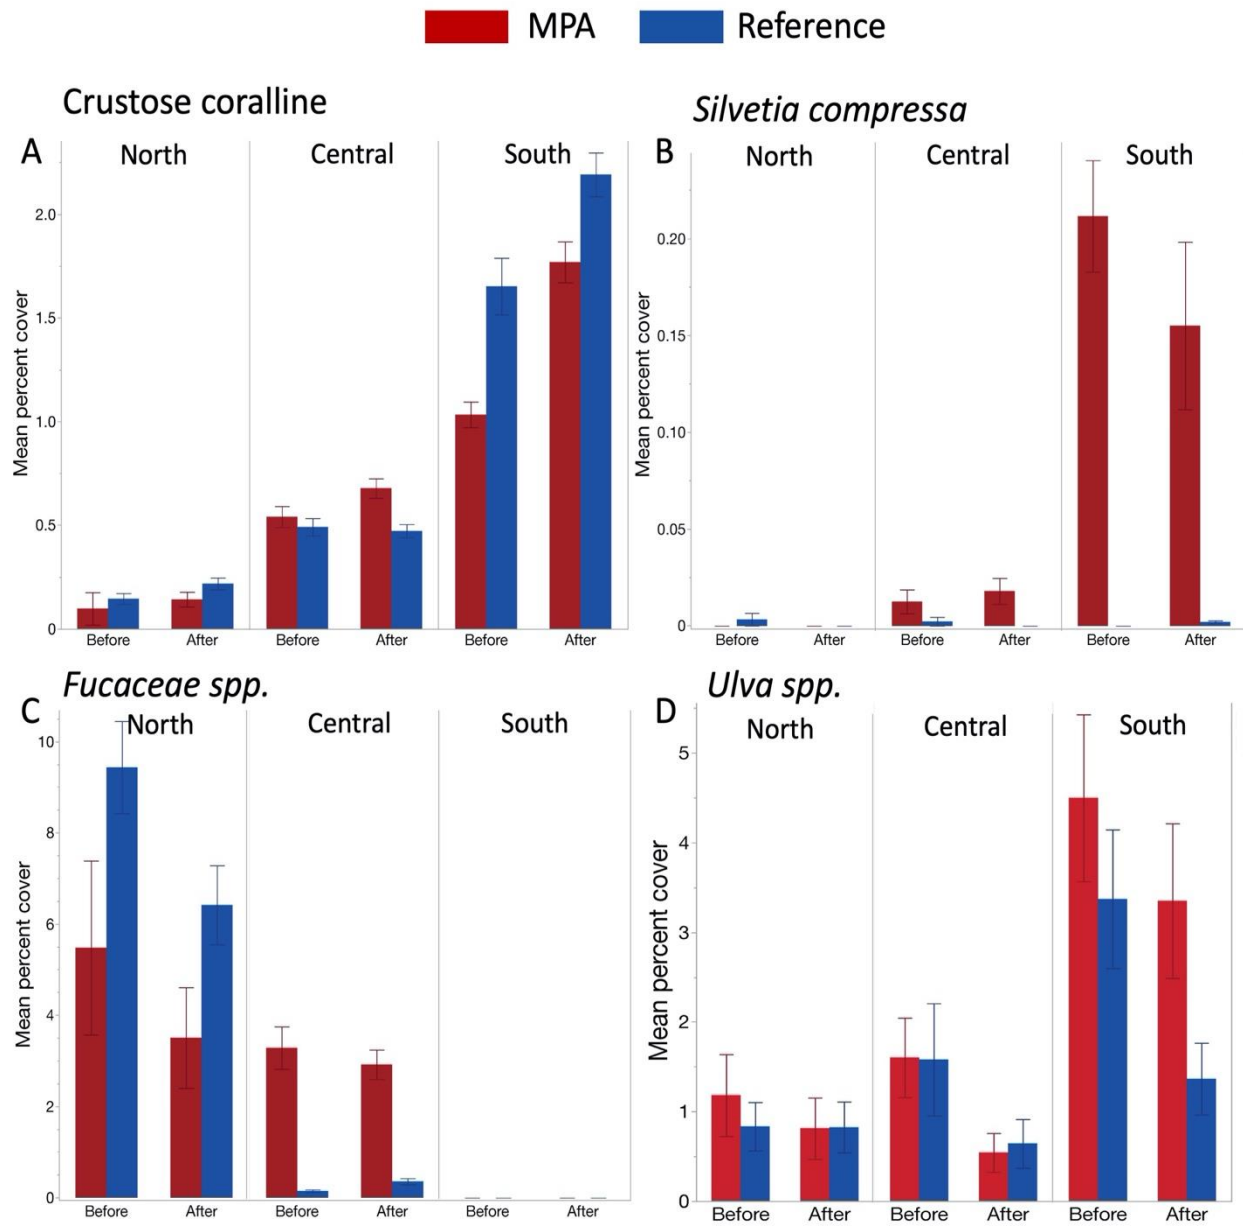 MPA Reference
Crustose coralline
A
North Central South
Mean percent cover
2.0
1.5
1.0
0.5
0
Before After Before After Before After
Silvetia compressa
B
North Central South
Mean percent cover
0.20
0.15
0.10
0.05
0
Before After Before After Before After
Fucaceae spp.
C
North Central South
Mean percent cover
10
8
6
4
2
0
Before After Before After Before After
Ulva spp.
D
North Central South
Mean percent cover
5
4
3
2
1
0
Before After Before After Before After